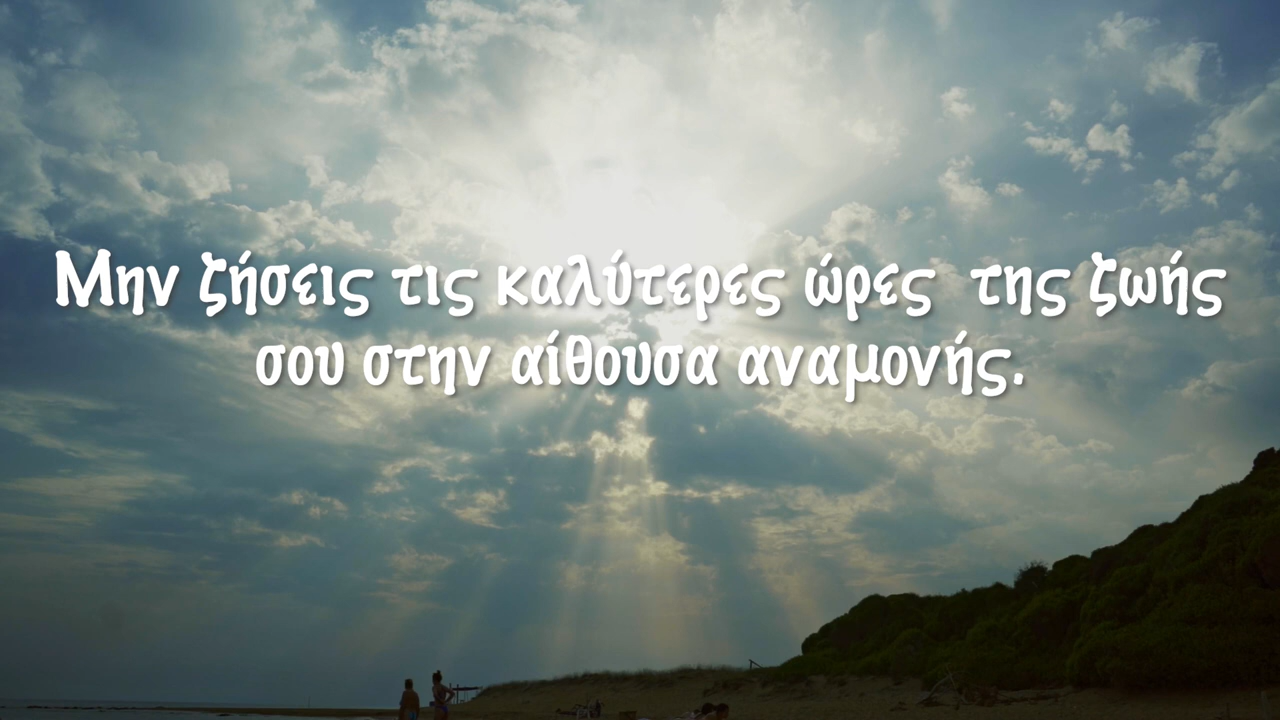 Μην ζήσεις τις καλύτερες ώρες  της ζωής
σου στην αίθουσα αναμονής.